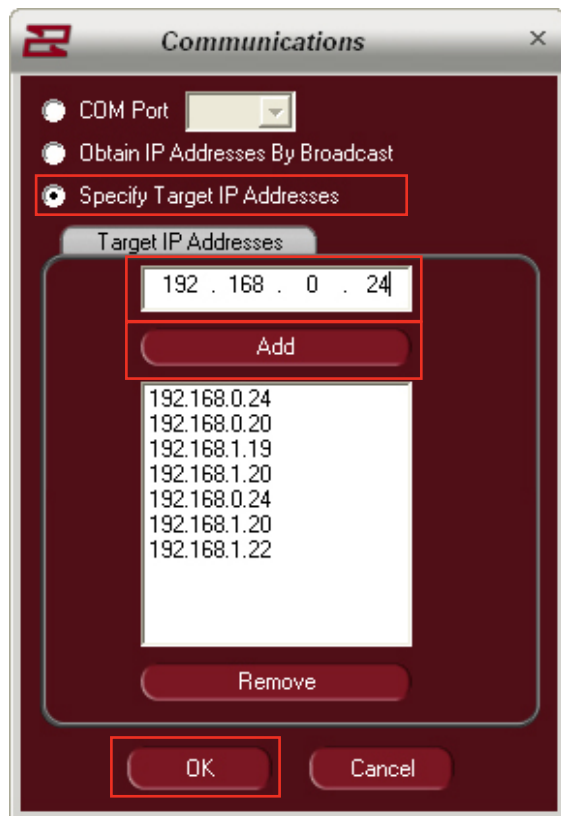 Communications
COM Port
Obtain IP Addresses By Broadcast
Specify Target IP Addresses
Target IP Addresses
192 . 168 . 0 . 24
Add
192.168.0.24
192.168.0.20
192.168.1.19
192.168.1.20
192.168.0.24
192.168.1.20
192.168.1.22
Remove
OK Cancel